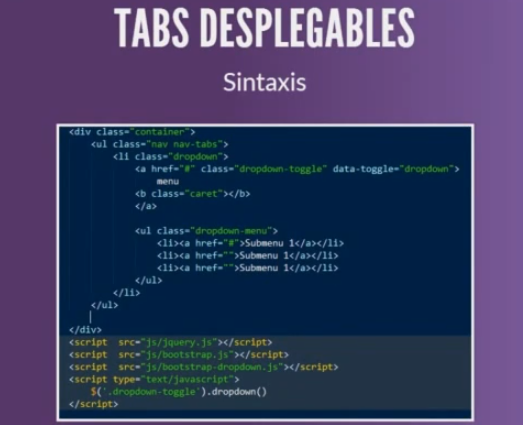 TABS DESPLEGABLES
Sintaxis
<div class="container">
<ul class="nav nav-tabs">
<li class="dropdown">
<a href="#" class="dropdown-toggle" data-toggle="dropdown">
menu
<b class="caret"></b>
</a>
<ul class="dropdown-menu">
<li><a href="#">Submenu 1</a></li>
<li><a href="">Submenu 1</a></li>
<li><a href="">Submenu 1</a></li>
</ul>
</li>
</ul>
</div>
<script src="js/jquery.js"></script>
<script src="js/bootstrap.js"></script>
<script src="js/bootstrap-dropdown.js"></script>
<script type="text/javascript">
$('.dropdown-toggle').dropdown()
</script>